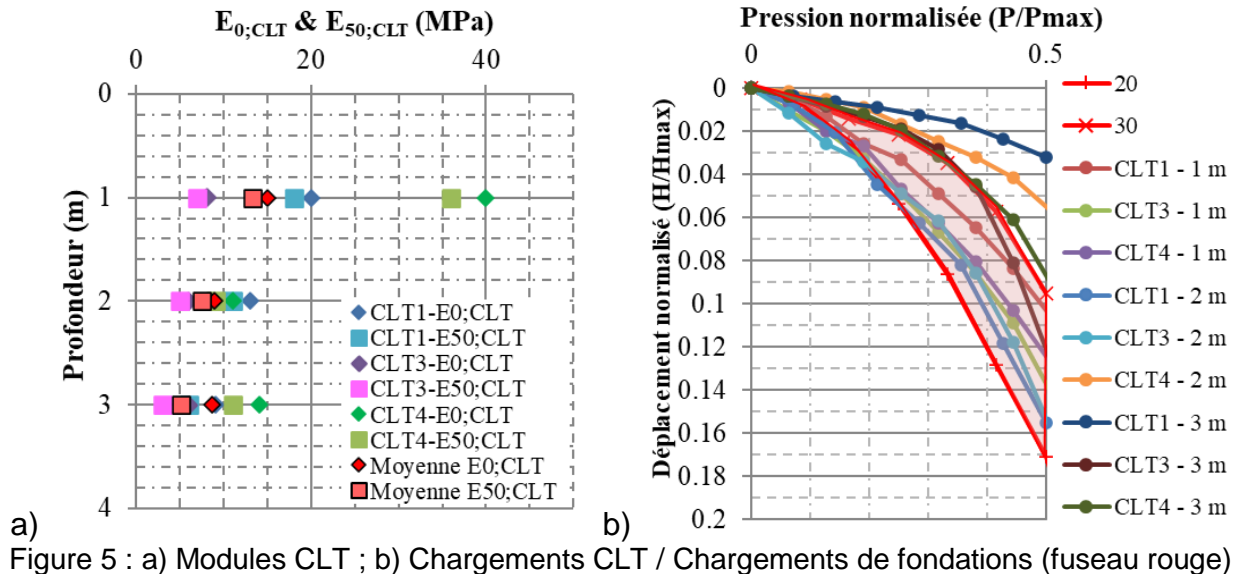 E0;CLT & E50;CLT (MPa)
0 20 40
Profondeur (m)
0
1
2
3
4
CLT1-E0;CLT
CLT1-E50;CLT
CLT3-E0;CLT
CLT3-E50;CLT
CLT4-E0;CLT
CLT4-E50;CLT
Moyenne E0;CLT
Moyenne E50;CLT
a)
Pression normalisée (P/Pmax)
0 0.5
Déplacement normalisé (H/Hmax)
0
0.02
0.04
0.06
0.08
0.1
0.12
0.14
0.16
0.18
0.2
20
30
CLT1 - 1 m
CLT3 - 1 m
CLT4 - 1 m
CLT1 - 2 m
CLT3 - 2 m
CLT4 - 2 m
CLT1 - 3 m
CLT3 - 3 m
CLT4 - 3 m
b)
Figure 5 : a) Modules CLT ; b) Chargements CLT / Chargements de fondations (fuseau rouge)